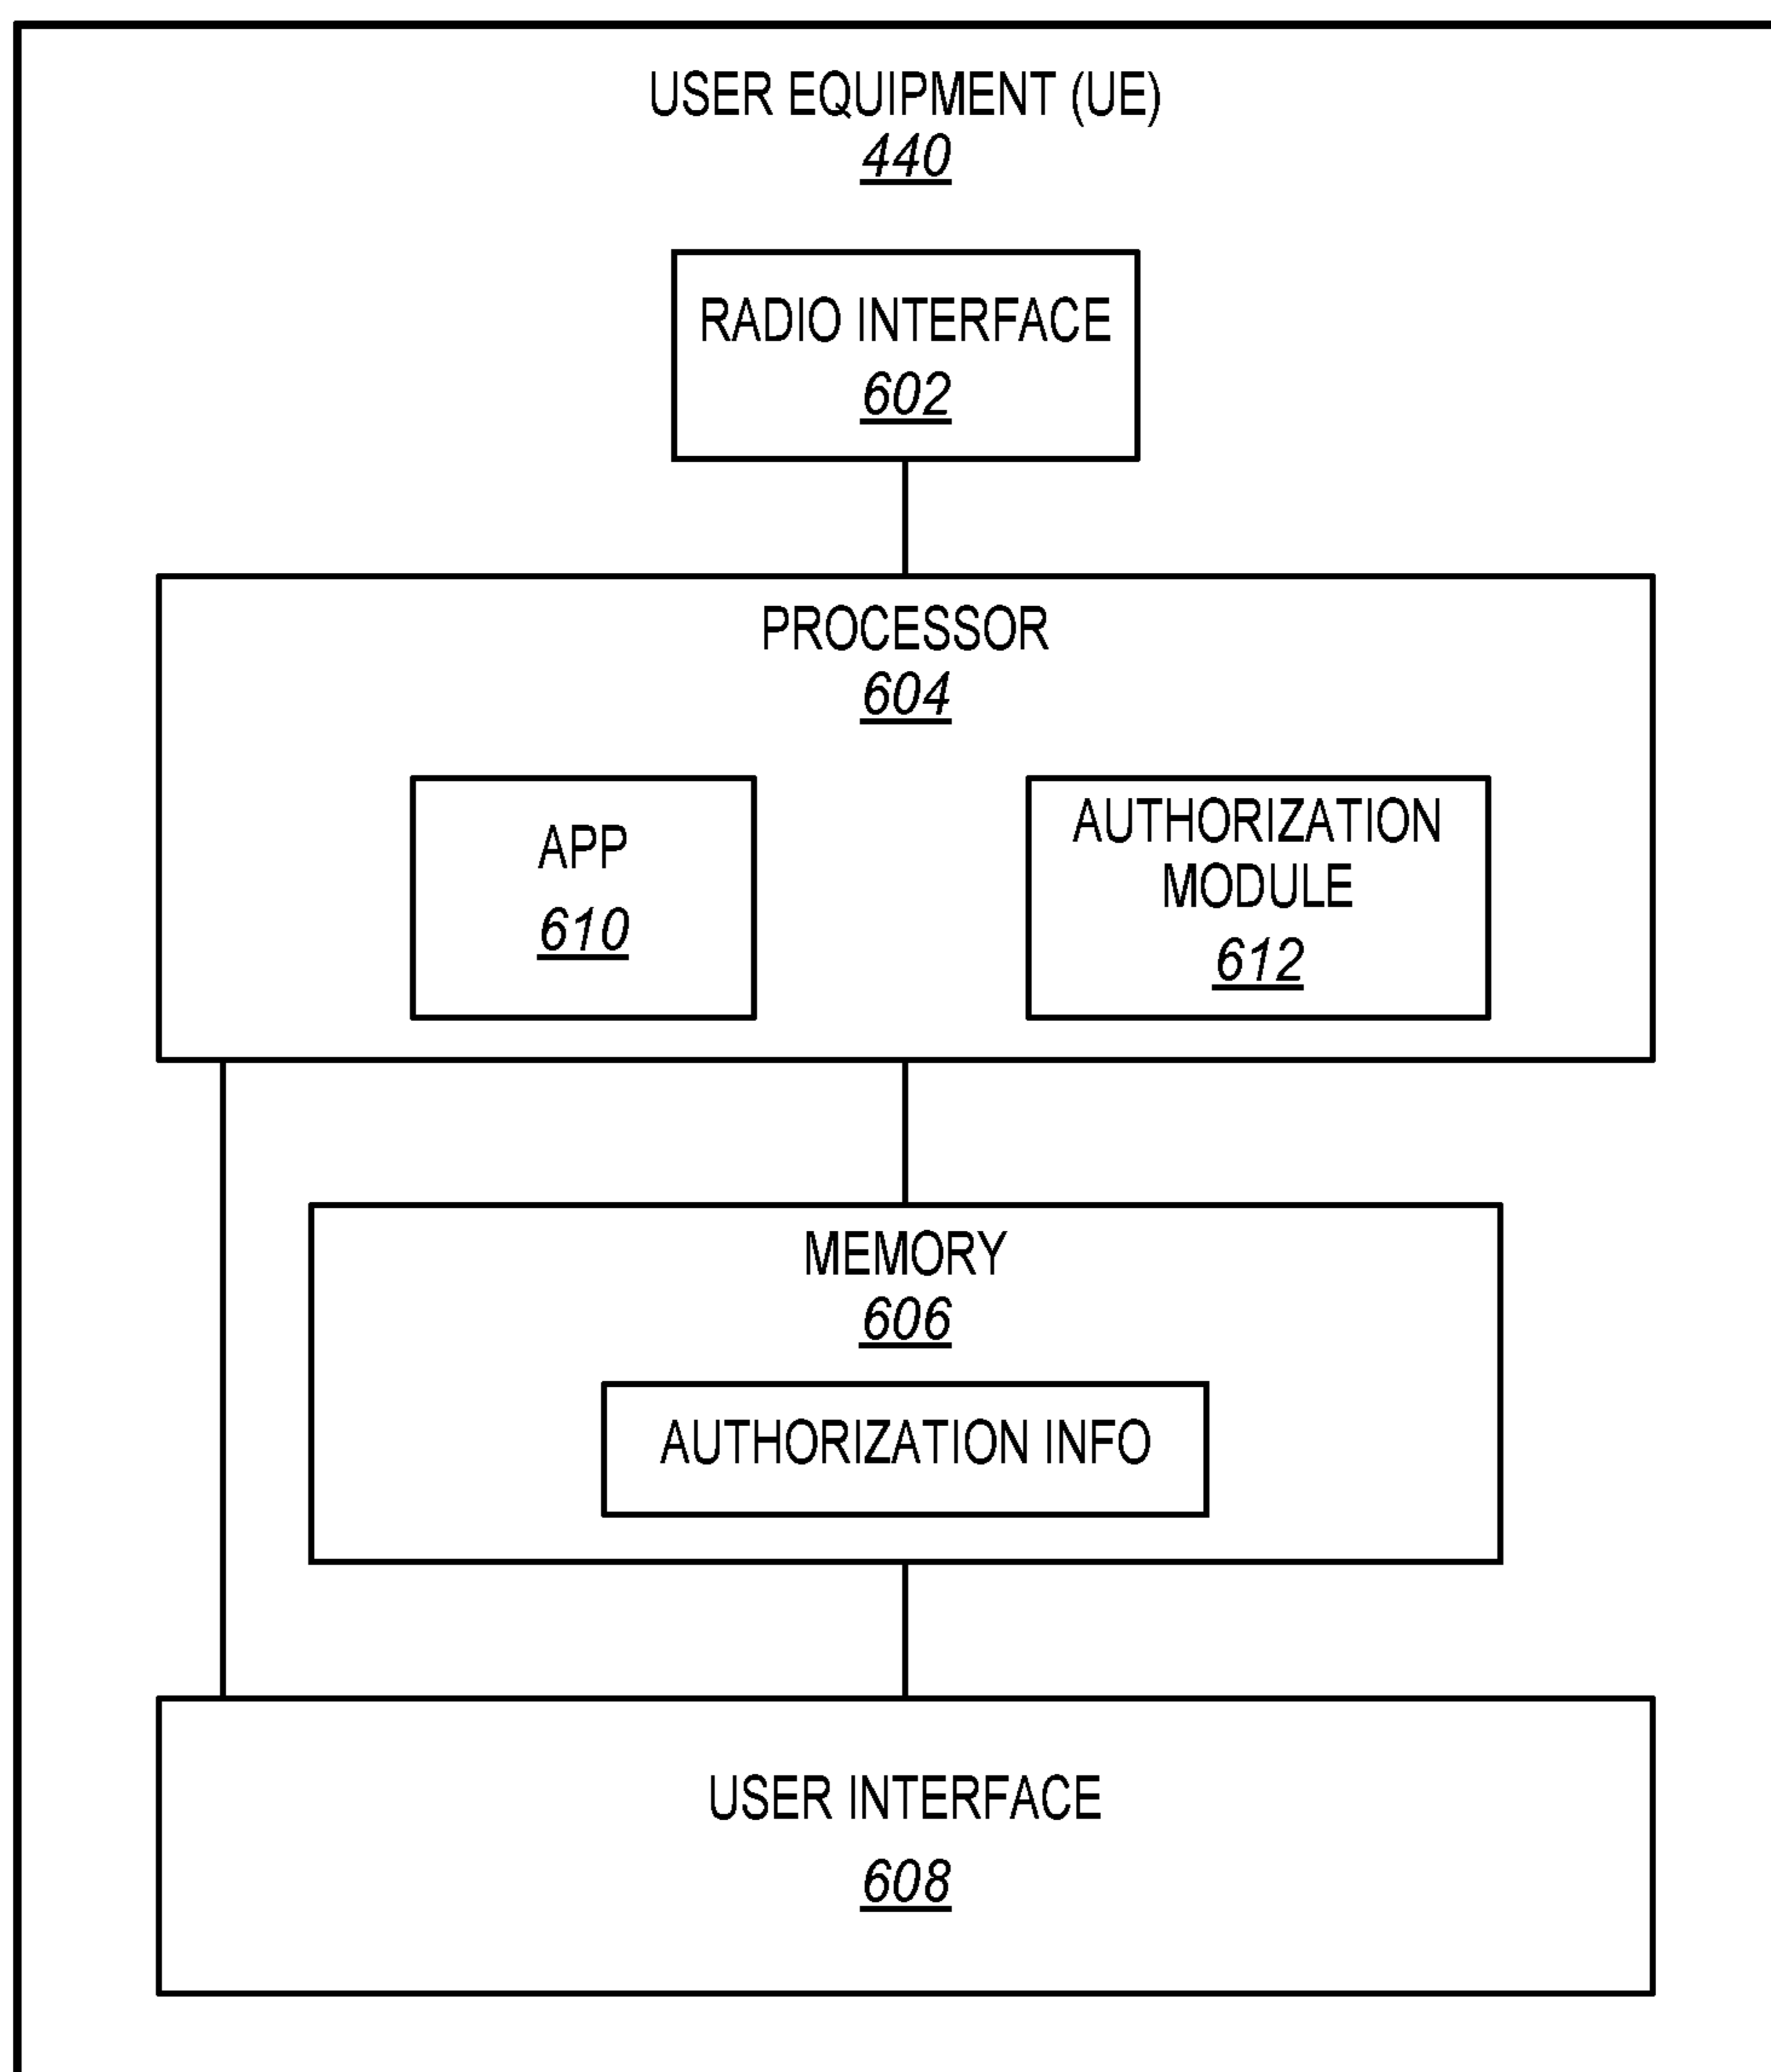 USER EQUIPMENT (UE)
440
RADIO INTERFACE
602
PROCESSOR
604
APP
610
AUTHORIZATION
MODULE
612
MEMORY
606
AUTHORIZATION INFO
USER INTERFACE
608